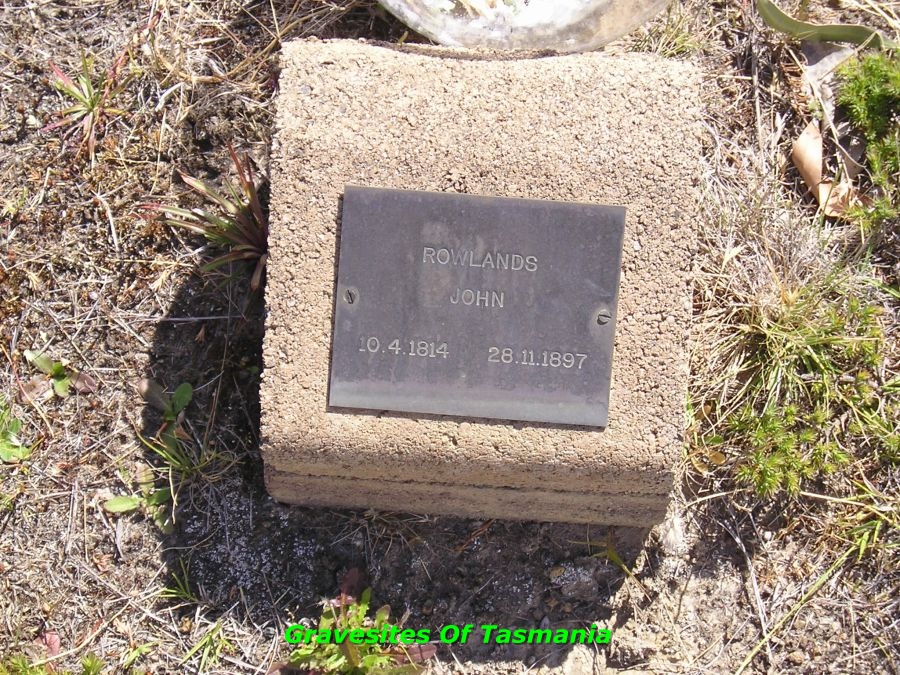 ROWLANDS
JOHN
10.4.1814 28.11.1897
Gravesites Of Tasmania